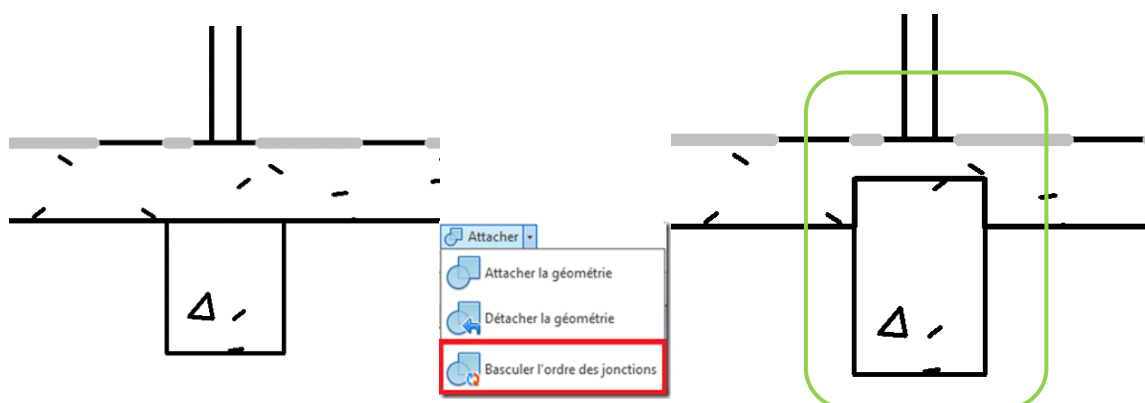 Attacher
Attacher la géométrie
Détacher la géométrie
Basculer l'ordre des jonctions